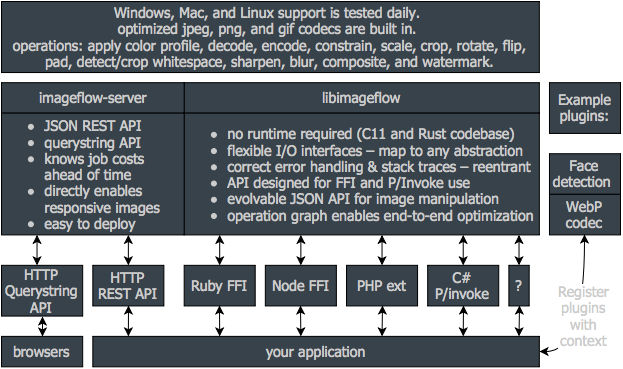 Windows, Mac, and Linux support is tested daily.
optimized jpeg, png, and gif codecs are built in.
operations: apply color profile, decode, encode, constrain, scale, crop, rotate, flip,
pad, detect/crop whitespace, sharpen, blur, composite, and watermark.
imageflow-server
• JSON REST API
• querystring API
• knows job costs
ahead of time
• directly enables
responsive images
• easy to deploy
libimageflow
• no runtime required (C11 and Rust codebase)
• flexible I/O interfaces – map to any abstraction
• correct error handling & stack traces – reentrant
• API designed for FFI and P/Invoke use
• evolvable JSON API for image manipulation
• operation graph enables end-to-end optimization
Example
plugins:
Face
detection
WebP
codec
HTTP
Querystring
API
HTTP
REST API
Ruby FFI
Node FFI
PHP ext
C#
P/invoke
?
Register
plugins
with
context
browsers
your application